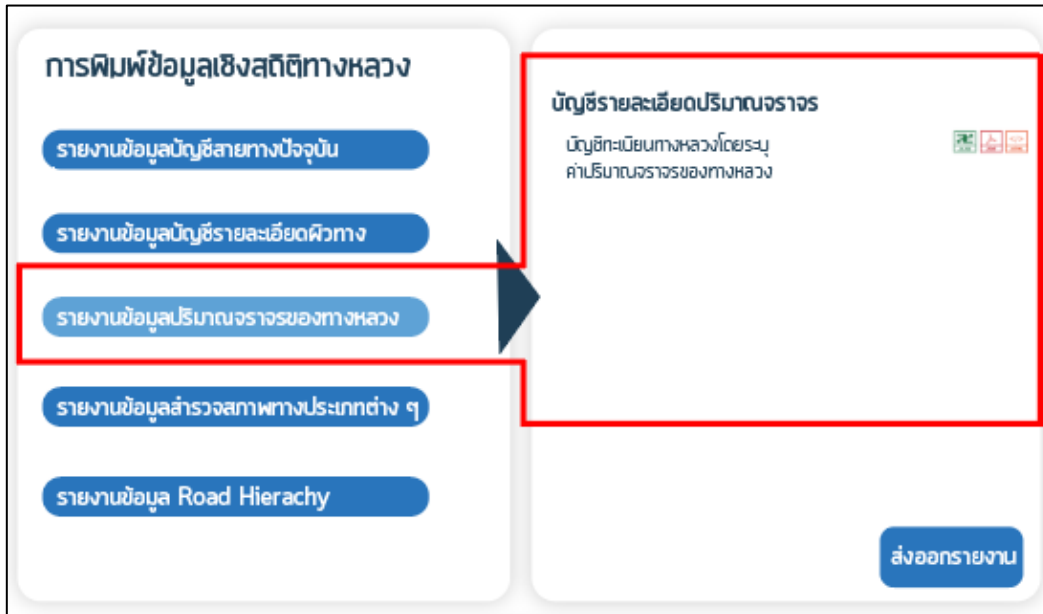 การพิมพ์ข้อมูลเชิงสถิติทางหลวง
รายงานข้อมูลบัญชีสายทางปัจจุบัน
รายงานข้อมูลบัญชีรายละเอียดผิวทาง
รายงานข้อมูลปริมาณจราจรของทางหลวง
รายงานข้อมูลสำรวจสภาพทางประเภทต่าง ๆ
รายงานข้อมูล Road Hierachy
บัญชีรายละเอียดปริมาณจราจร
บัญชีทะเบียนทางหลวงโดยระบุ
ค่าปริมาณจราจรของทางหลวง
ส่งออกรายงาน